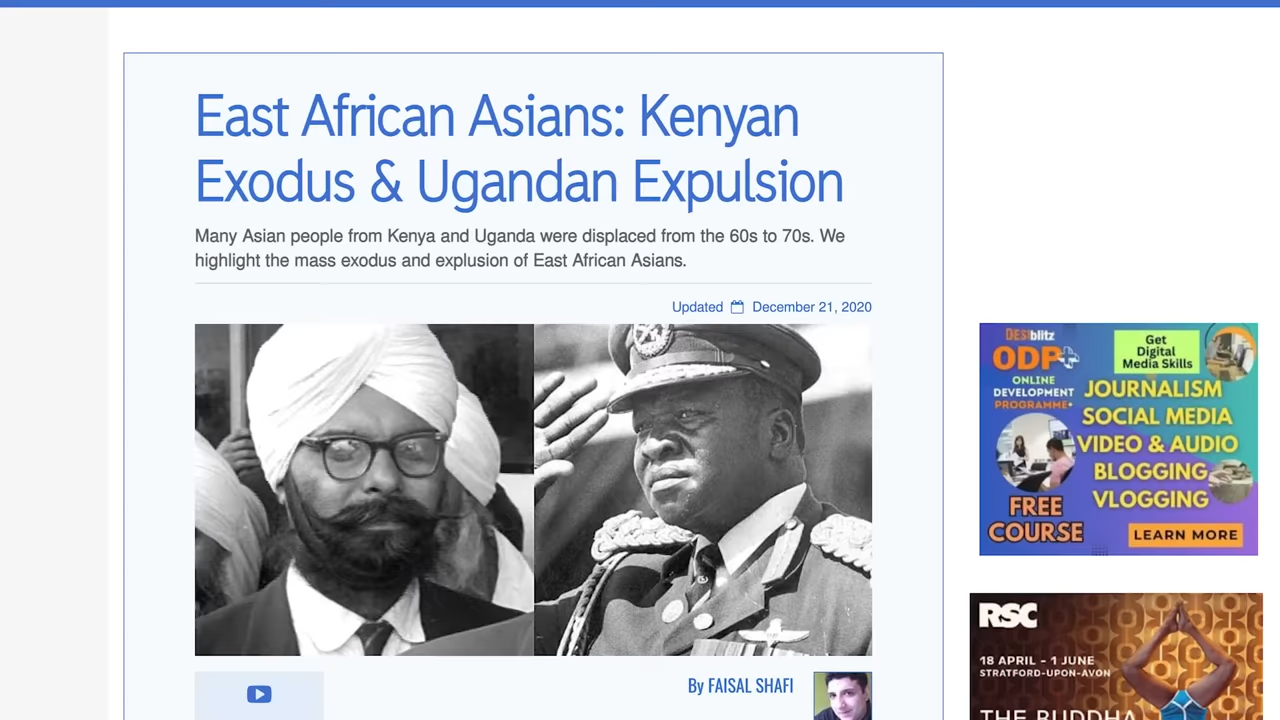 East African Asians: Kenyan
Exodus & Ugandan Expulsion
Many Asian people from Kenya and Uganda were displaced from the 60s to 70s. We
highlight the mass exodus and explusion of East African Asians.
Updated December 21, 2020
By FAISAL SHAFI
DESIblitz
ODP+
ONLINE
DEVELOPMENT
PROGRAMME+
Get
Digital
Media Skills
JOURNALISM
SOCIAL MEDIA
VIDEO & AUDIO
BLOGGING
VLOGGING
FREE
COURSE
LEARN MORE
RSC
18 APRIL - 1 JUNE
STRATFORD-UPON-AVON
THE BUDDHA